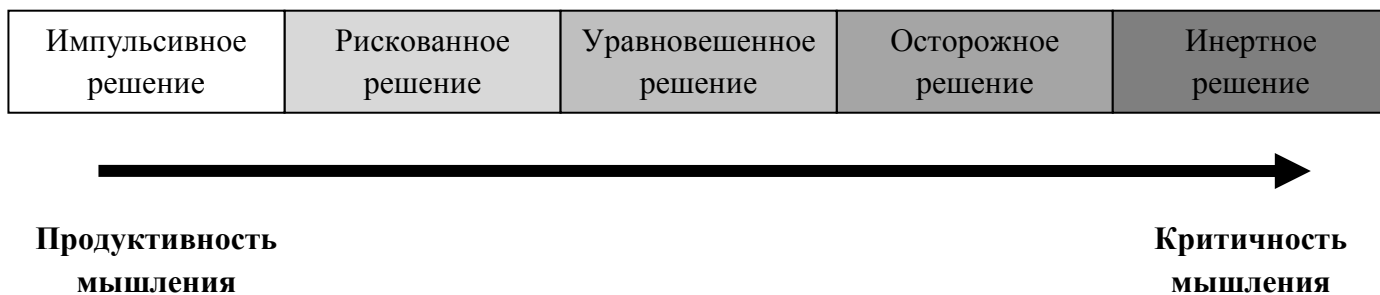 Импульсивное
решение
Рискованное
решение
Уравновешенное
решение
Осторожное
решение
Инертное
решение
Продуктивность
мышления
Критичность
мышления